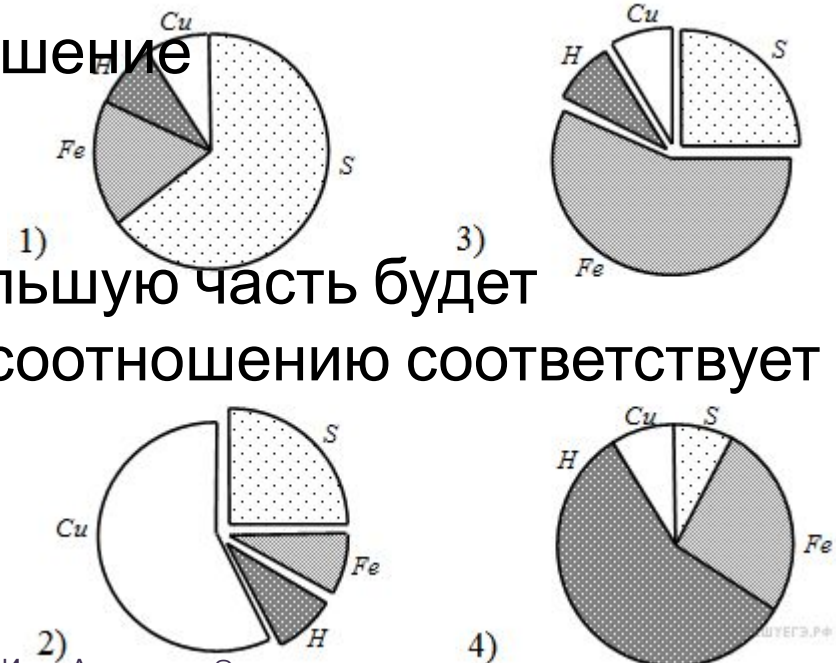 Cu
шение
H
Fe
S
1)
Cu
H
S
3)
Fe
льшую часть будет
соотношению соответствует
S
Cu
Fe
H
2)
Cu S
H
Fe
4)